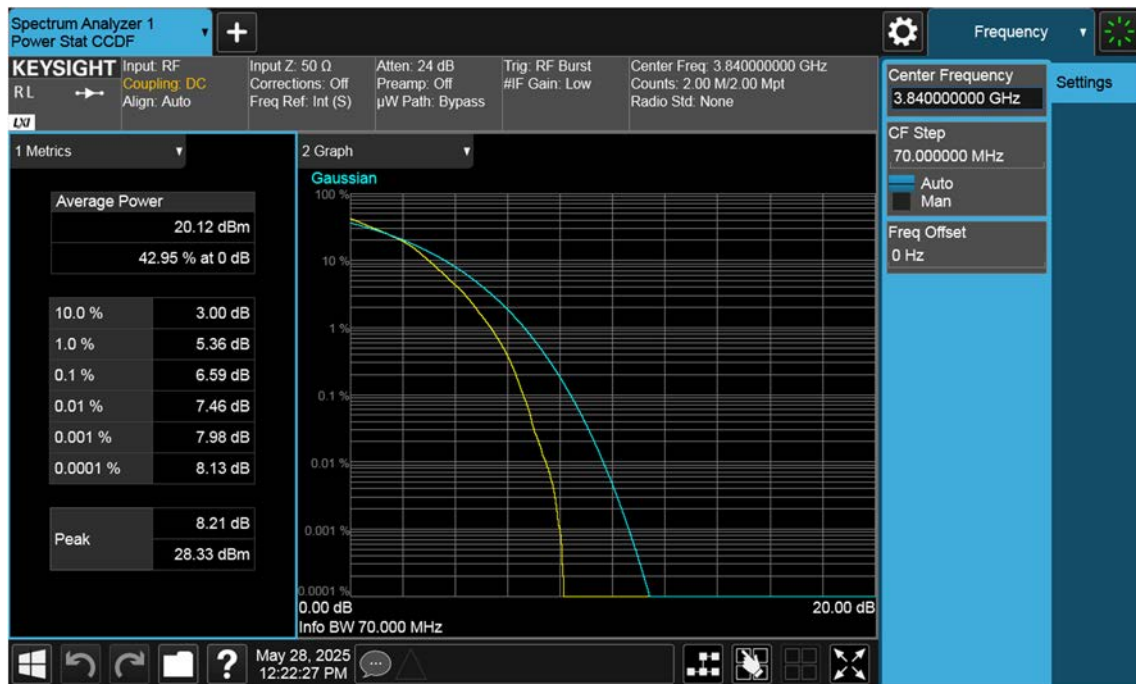 Spectrum Analyzer 1
Power Stat CCDF
+
Frequency
KEYSIGHT
RL
LXI
Input: RF
Coupling: DC
Align: Auto
Input Z: 50 Ω
Corrections: Off
Freq Ref: Int (S)
Atten: 24 dB
Preamp: Off
µW Path: Bypass
Trig: RF Burst
#IF Gain: Low
Center Freq: 3.840000000 GHz
Counts: 2.00 M/2.00 Mpt
Radio Std: None
Center Frequency
3.840000000 GHz
Settings
CF Step
70.000000 MHz
Auto
Man
Freq Offset
0 Hz
1 Metrics
Average Power
20.12 dBm
42.95 % at 0 dB
10.0 % 3.00 dB
1.0 % 5.36 dB
0.1 % 6.59 dB
0.01 % 7.46 dB
0.001 % 7.98 dB
0.0001 % 8.13 dB
Peak
8.21 dB
28.33 dBm
2 Graph
Gaussian
100 %
10 %
1 %
0.1 %
0.01 %
0.001 %
0.0001 %
0.00 dB 20.00 dB
Info BW 70.000 MHz
?
May 28, 2025
12:22:27 PM